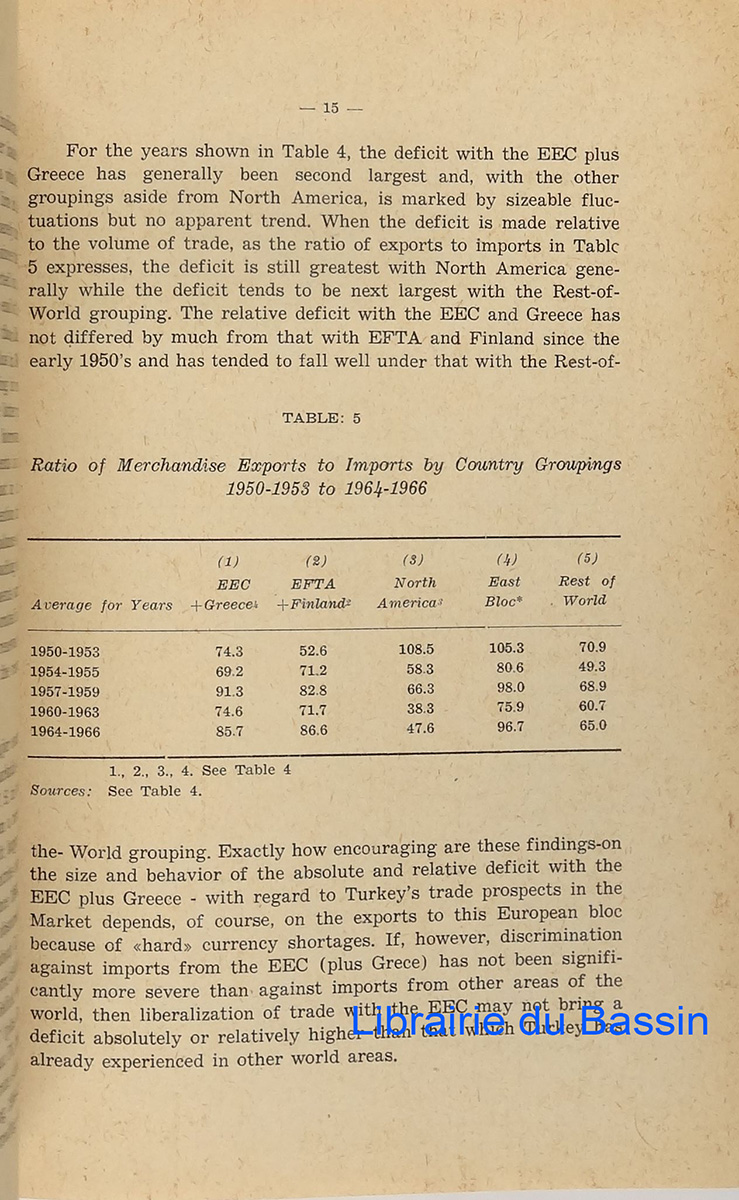 — 15 —
For the years shown in Table 4, the deficit with the EEC plus
Greece has generally been second largest and, with the other
groupings aside from North America, is marked by sizeable fluc-
tuations but no apparent trend. When the deficit is made relative
to the volume of trade, as the ratio of exports to imports in Table
5 expresses, the deficit is still greatest with North America gene-
rally while the deficit tends to be next largest with the Rest-of-
World grouping. The relative deficit with the EEC and Greece has
not differed by much from that with EFTA and Finland since the
early 1950's and has tended to fall well under that with the Rest-of-
TABLE: 5
Ratio of Merchandise Exports to Imports by Country Groupings
1950-1953 to 1964-1966
(1) (2) (3) (4) (5)
EEC EFTA North East Rest of
Average for Years +Greece +Finland² America³ Bloc* World
1950-1953 74.3 52.6 108.5 105.3 70.9
1954-1955 69.2 71.2 58.3 80.6 49.3
1957-1959 91.3 82.8 66.3 98.0 68.9
1960-1963 74.6 71.7 38.3 75.9 60.7
1964-1966 85.7 86.6 47.6 96.7 65.0
1., 2., 3., 4. See Table 4
Sources: See Table 4.
the- World grouping. Exactly how encouraging are these findings-on
the size and behavior of the absolute and relative deficit with the
EEC plus Greece - with regard to Turkey's trade prospects in the
Market depends, of course, on the exports to this European bloc
because of «hard» currency shortages. If, however, discrimination
against imports from the EEC (plus Grece) has not been signifi-
cantly more severe than against imports from other areas of the
world, then liberalization of trade with the EEC may not bring a
deficit absolutely or relatively higher than that which Turkey has
already experienced in other world areas.
Librairie du Bassin